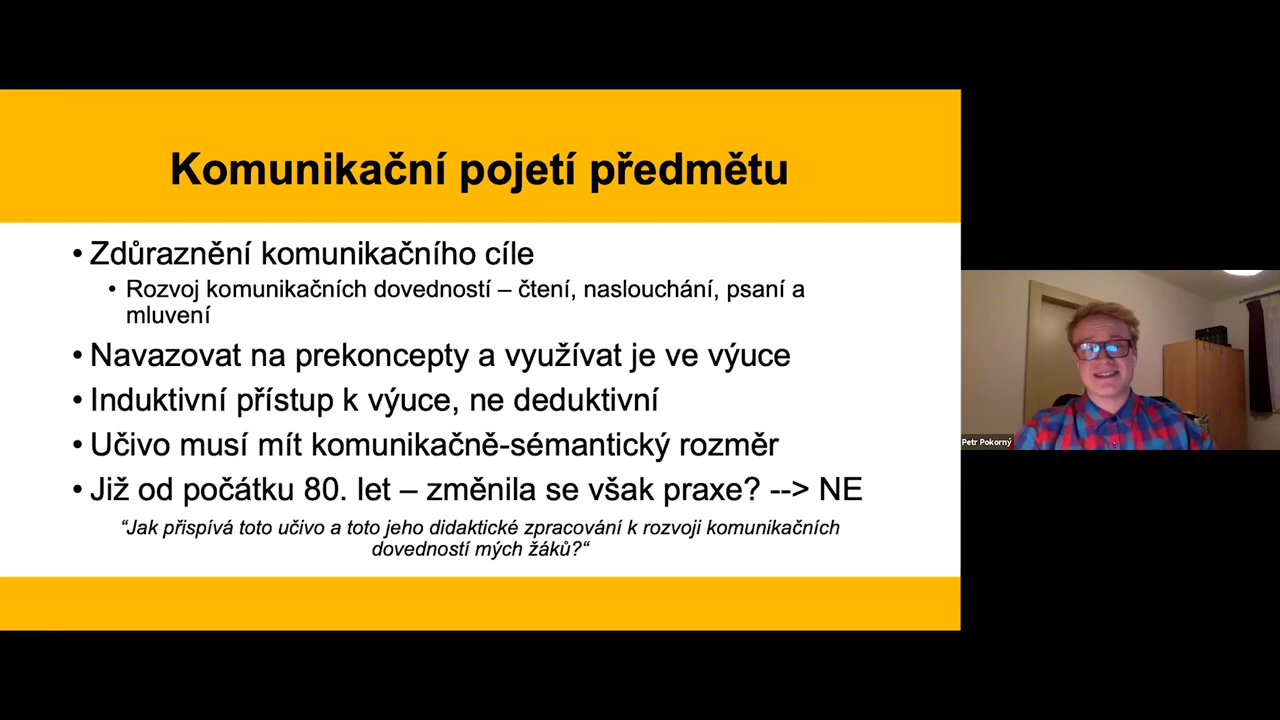 Komunikační pojetí předmětu
• Zdůraznění komunikačního cíle
• Rozvoj komunikačních dovedností – čtení, naslouchání, psaní a
mluvení
• Navazovat na prekoncepty a využívat je ve výuce
• Induktivní přístup k výuce, ne deduktivní
• Učivo musí mít komunikačně-sémantický rozměr
• Již od počátku 80. let – změnila se však praxe? --> NE
“Jak přispívá toto učivo a toto jeho didaktické zpracování k rozvoji komunikačních
dovedností mých žáků?“
Petr Pokorný